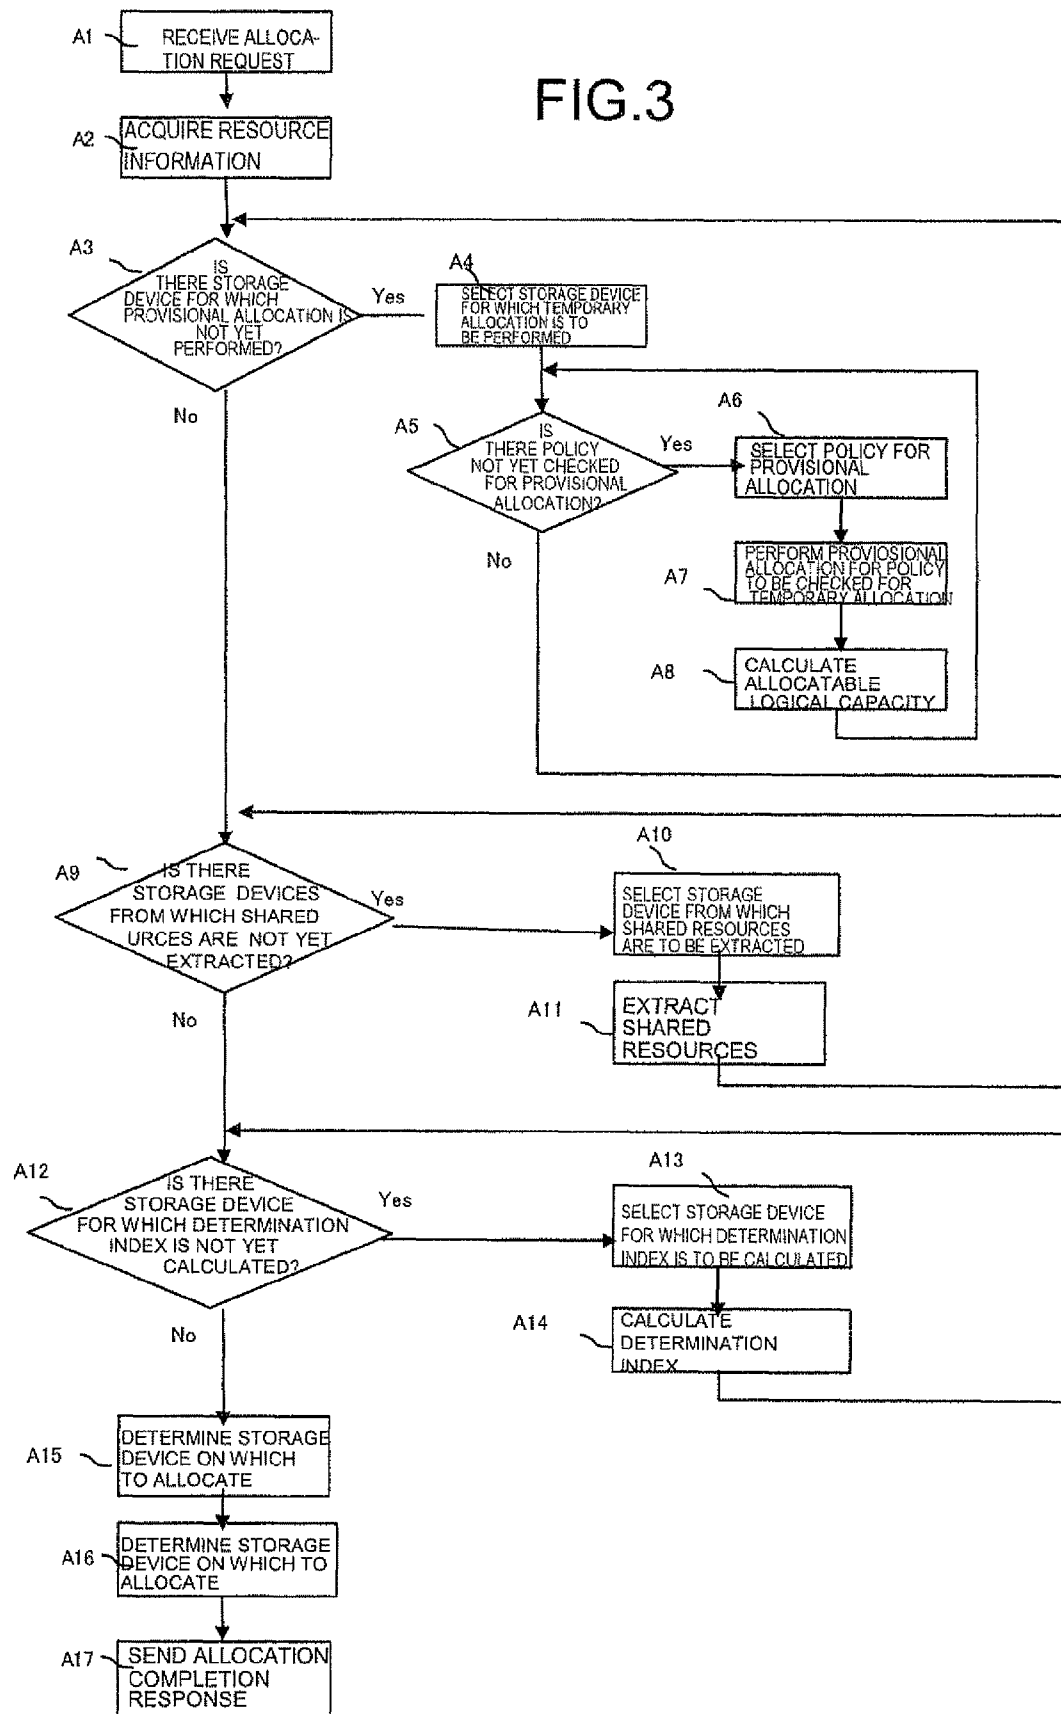 A1
RECEIVE ALLOCA-
TION REQUEST
FIG.3
A2
ACQUIRE RESOURCE
INFORMATION
A3
IS
THERE STORAGE
DEVICE FOR WHICH
PROVISIONAL ALLOCATION IS
NOT YET
PERFORMED?
Yes
No
A4
SELECT STORAGE DEVICE
FOR WHICH TEMPORARY
ALLOCATION IS TO
BE PERFORMED
A5
IS
THERE POLICY
NOT YET CHECKED
FOR PROVISIONAL
ALLOCATION?
Yes
No
A6
SELECT POLICY FOR
PROVISIONAL
ALLOCATION
A7
PERFORM PROVIOSIONAL
ALLOCATION FOR POLICY
TO BE CHECKED FOR
TEMPORARY ALLOCATION
A8
CALCULATE
ALLOCATABLE
LOGICAL CAPACITY
A9
IS THERE
STORAGE DEVICES
FROM WHICH SHARED
URCES ARE NOT YET
EXTRACTED?
Yes
No
A10
SELECT STORAGE
DEVICE FROM WHICH
SHARED RESOURCES
ARE TO BE EXTRACTED
A11
EXTRACT
SHARED
RESOURCES
A12
IS THERE
STORAGE DEVICE
FOR WHICH DETERMINATION
INDEX IS NOT YET
CALCULATED?
Yes
No
A13
SELECT STORAGE DEVICE
FOR WHICH DETERMINATION
INDEX IS TO BE CALCULATED
A14
CALCULATE
DETERMINATION
INDEX
A15
DETERMINE STORAGE
DEVICE ON WHICH
TO ALLOCATE
A16
DETERMINE STORAGE
DEVICE ON WHICH TO
ALLOCATE
A17
SEND ALLOCATION
COMPLETION
RESPONSE